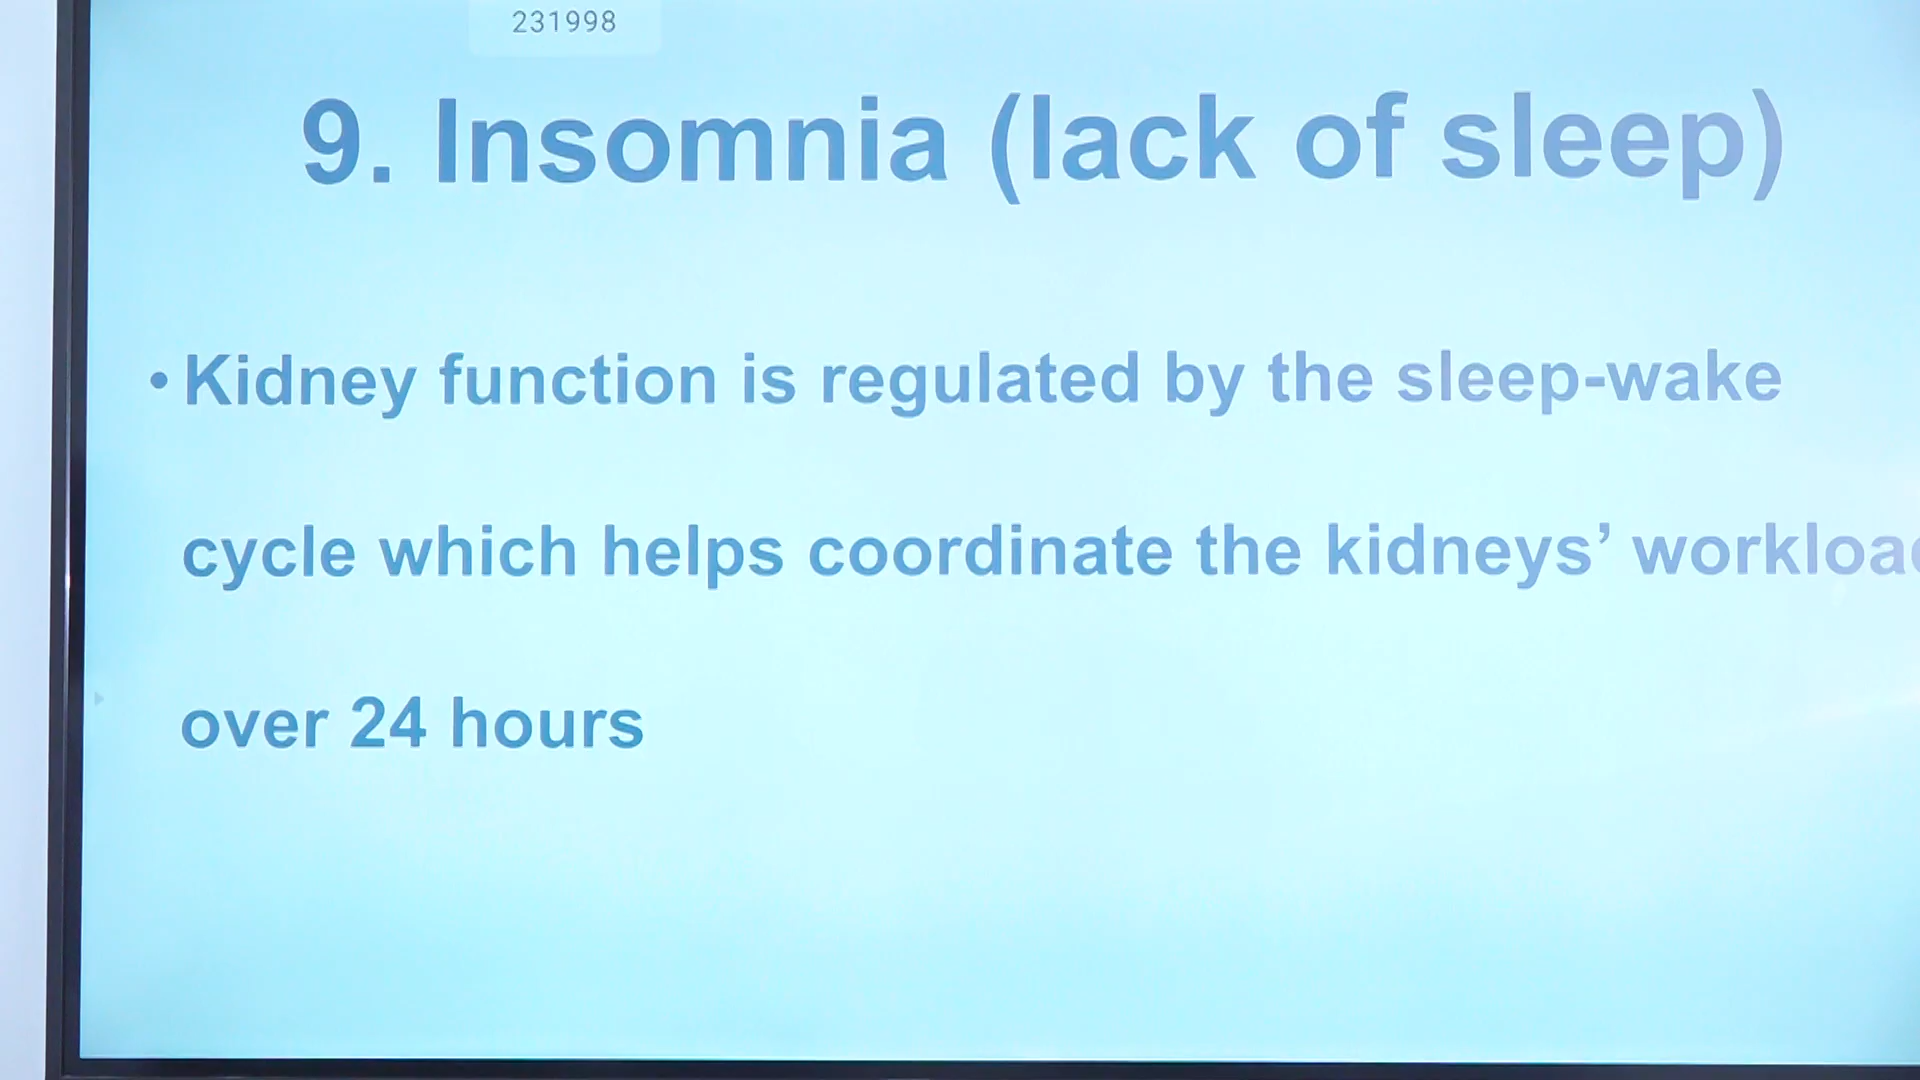 231998
9. Insomnia (lack of sleep)
• Kidney function is regulated by the sleep-wake
cycle which helps coordinate the kidneys’ workload
over 24 hours